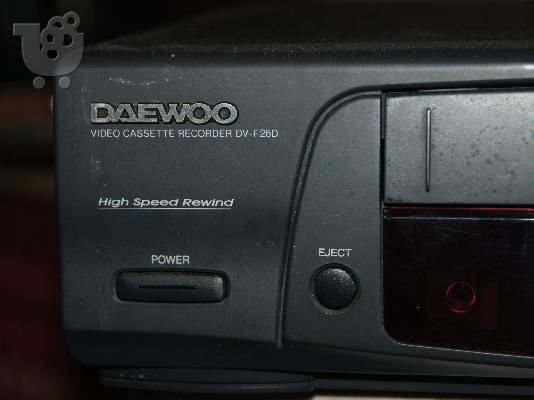 DAEWOO
VIDEO CASSETTE RECORDER DV-F26D
High Speed Rewind
POWER
EJECT